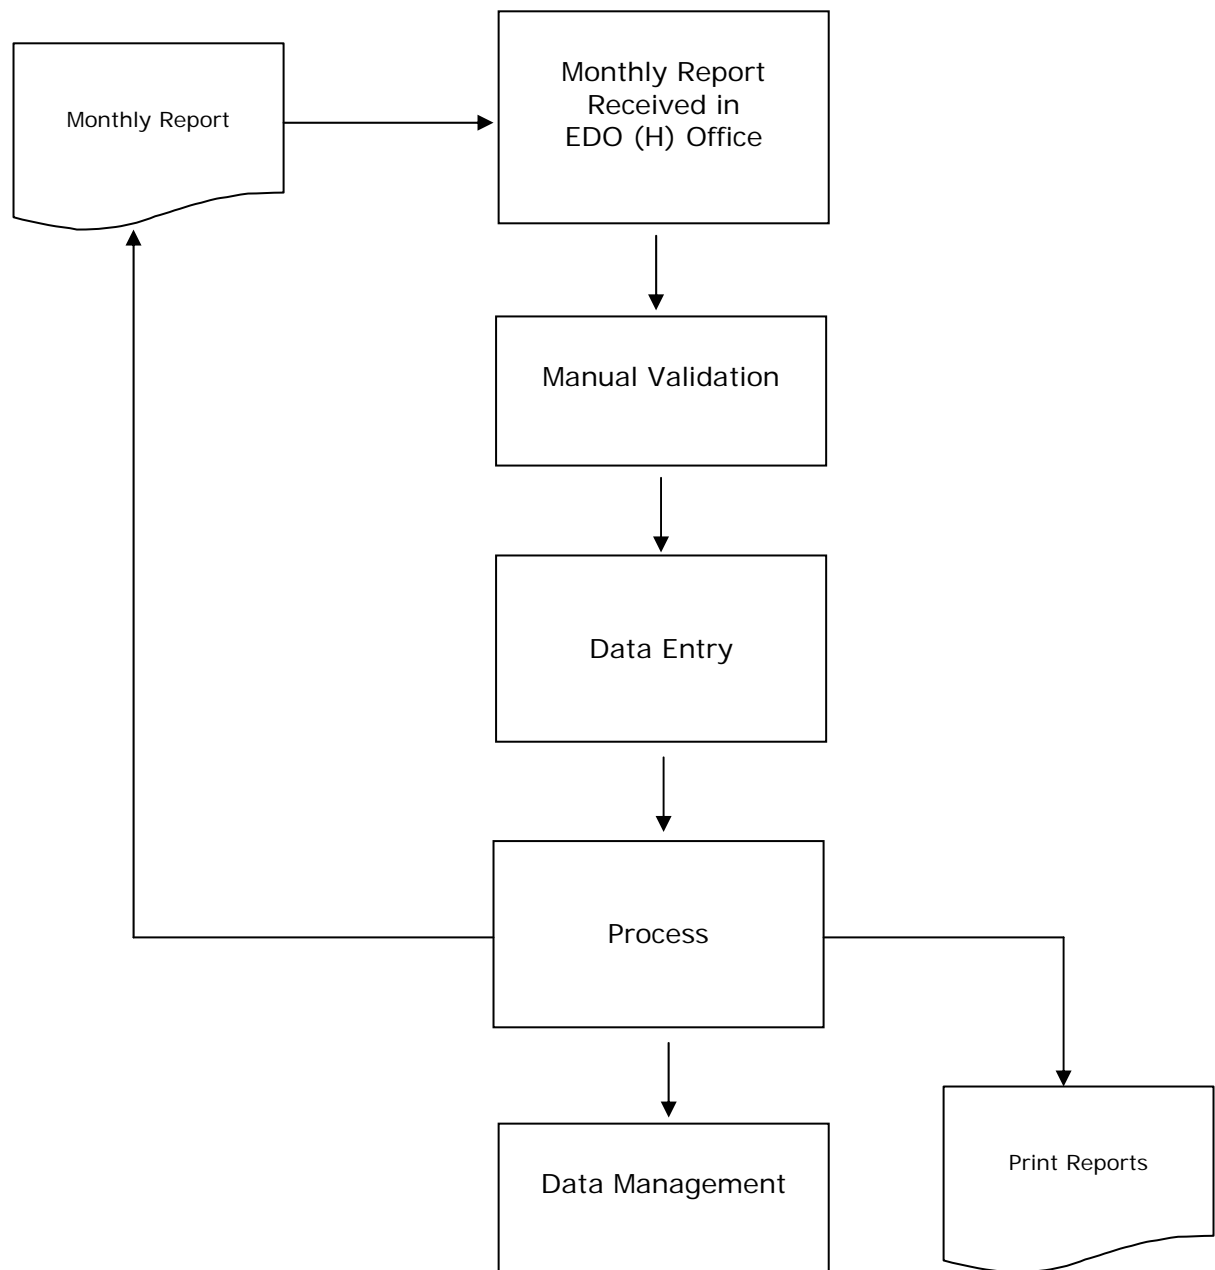 Monthly Report
Monthly Report
Received in
EDO (H) Office
Manual Validation
Data Entry
Process
Data Management
Print Reports